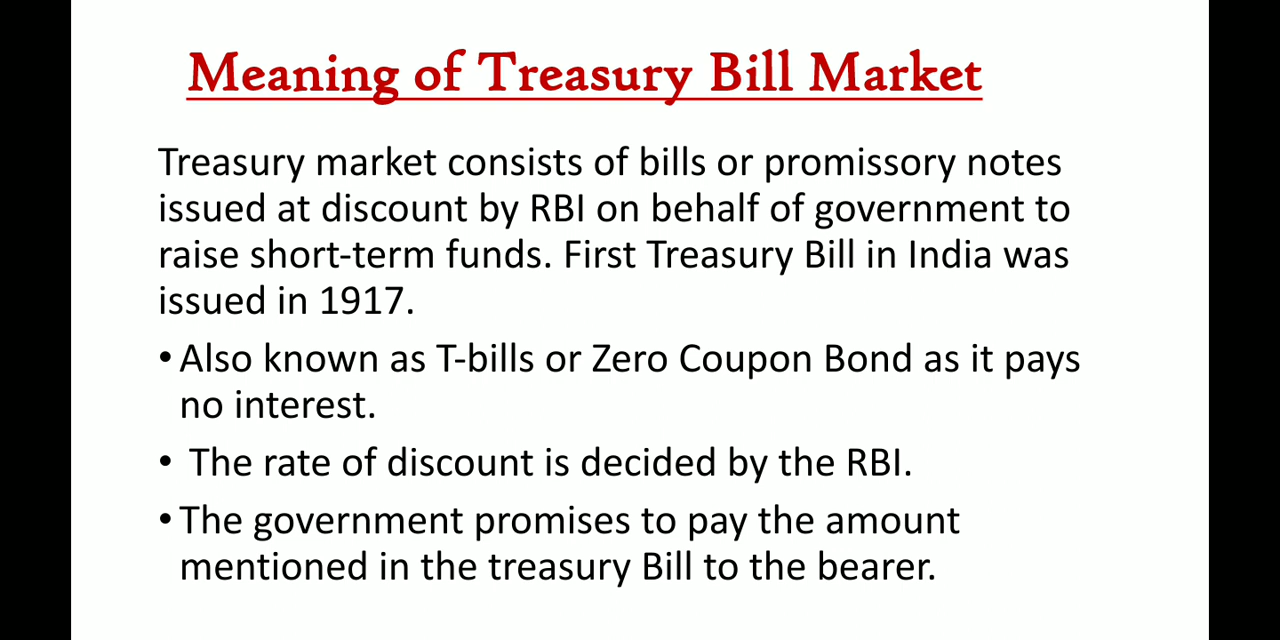 Meaning of Treasury Bill Market
Treasury market consists of bills or promissory notes
issued at discount by RBI on behalf of government to
raise short-term funds. First Treasury Bill in India was
issued in 1917.
• Also known as T-bills or Zero Coupon Bond as it pays
no interest.
• The rate of discount is decided by the RBI.
• The government promises to pay the amount
mentioned in the treasury Bill to the bearer.